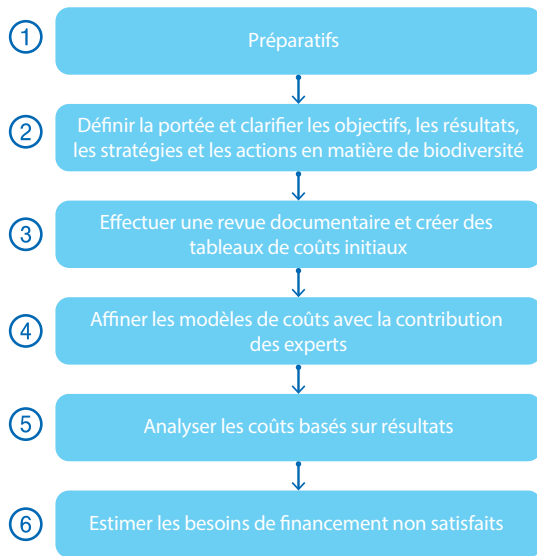 1 Préparatifs
2 Définir la portée et clarifier les objectifs, les résultats,
les stratégies et les actions en matière de biodiversité
3 Effectuer une revue documentaire et créer des
tableaux de coûts initiaux
4 Affiner les modèles de coûts avec la contribution
des experts
5 Analyser les coûts basés sur résultats
6 Estimer les besoins de financement non satisfaits